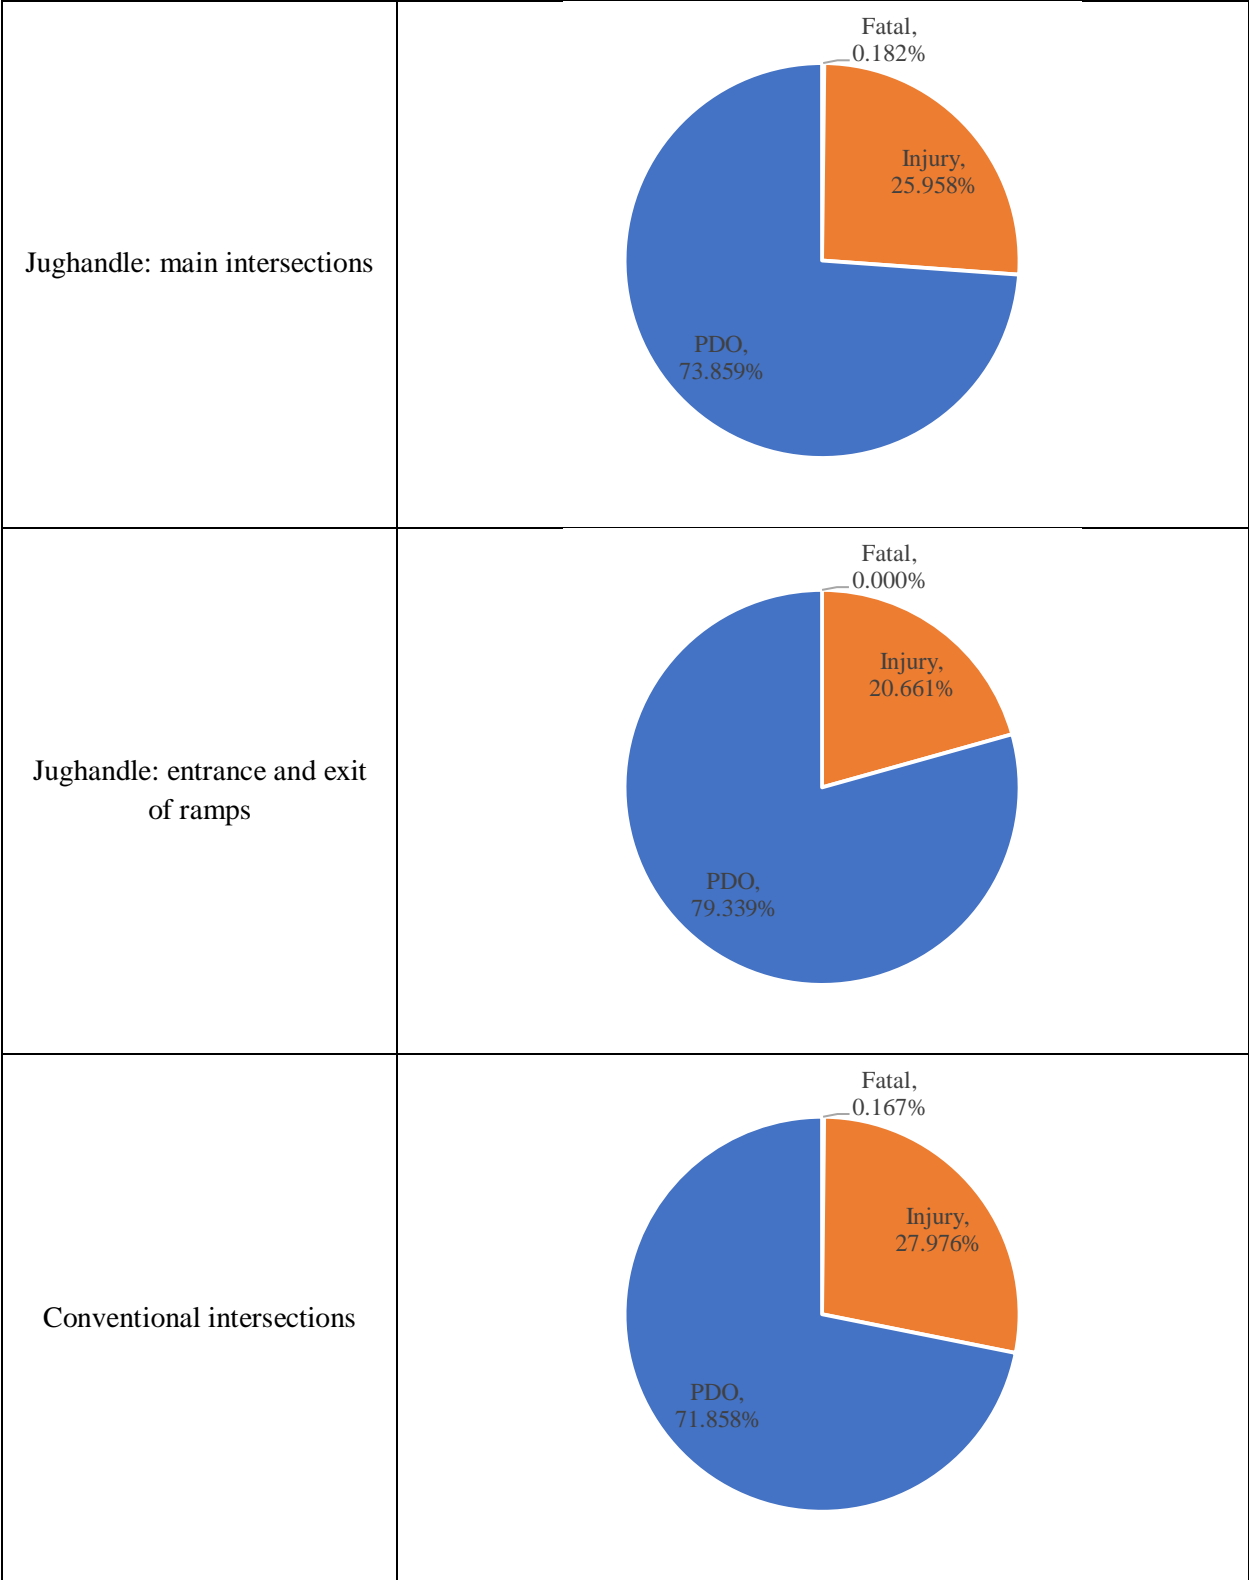 Jughandle: main intersections
Fatal,
0.182%
Injury,
25.958%
PDO,
73.859%
Jughandle: entrance and exit
of ramps
Fatal,
0.000%
Injury,
20.661%
PDO,
79.339%
Conventional intersections
Fatal,
0.167%
Injury,
27.976%
PDO,
71.858%